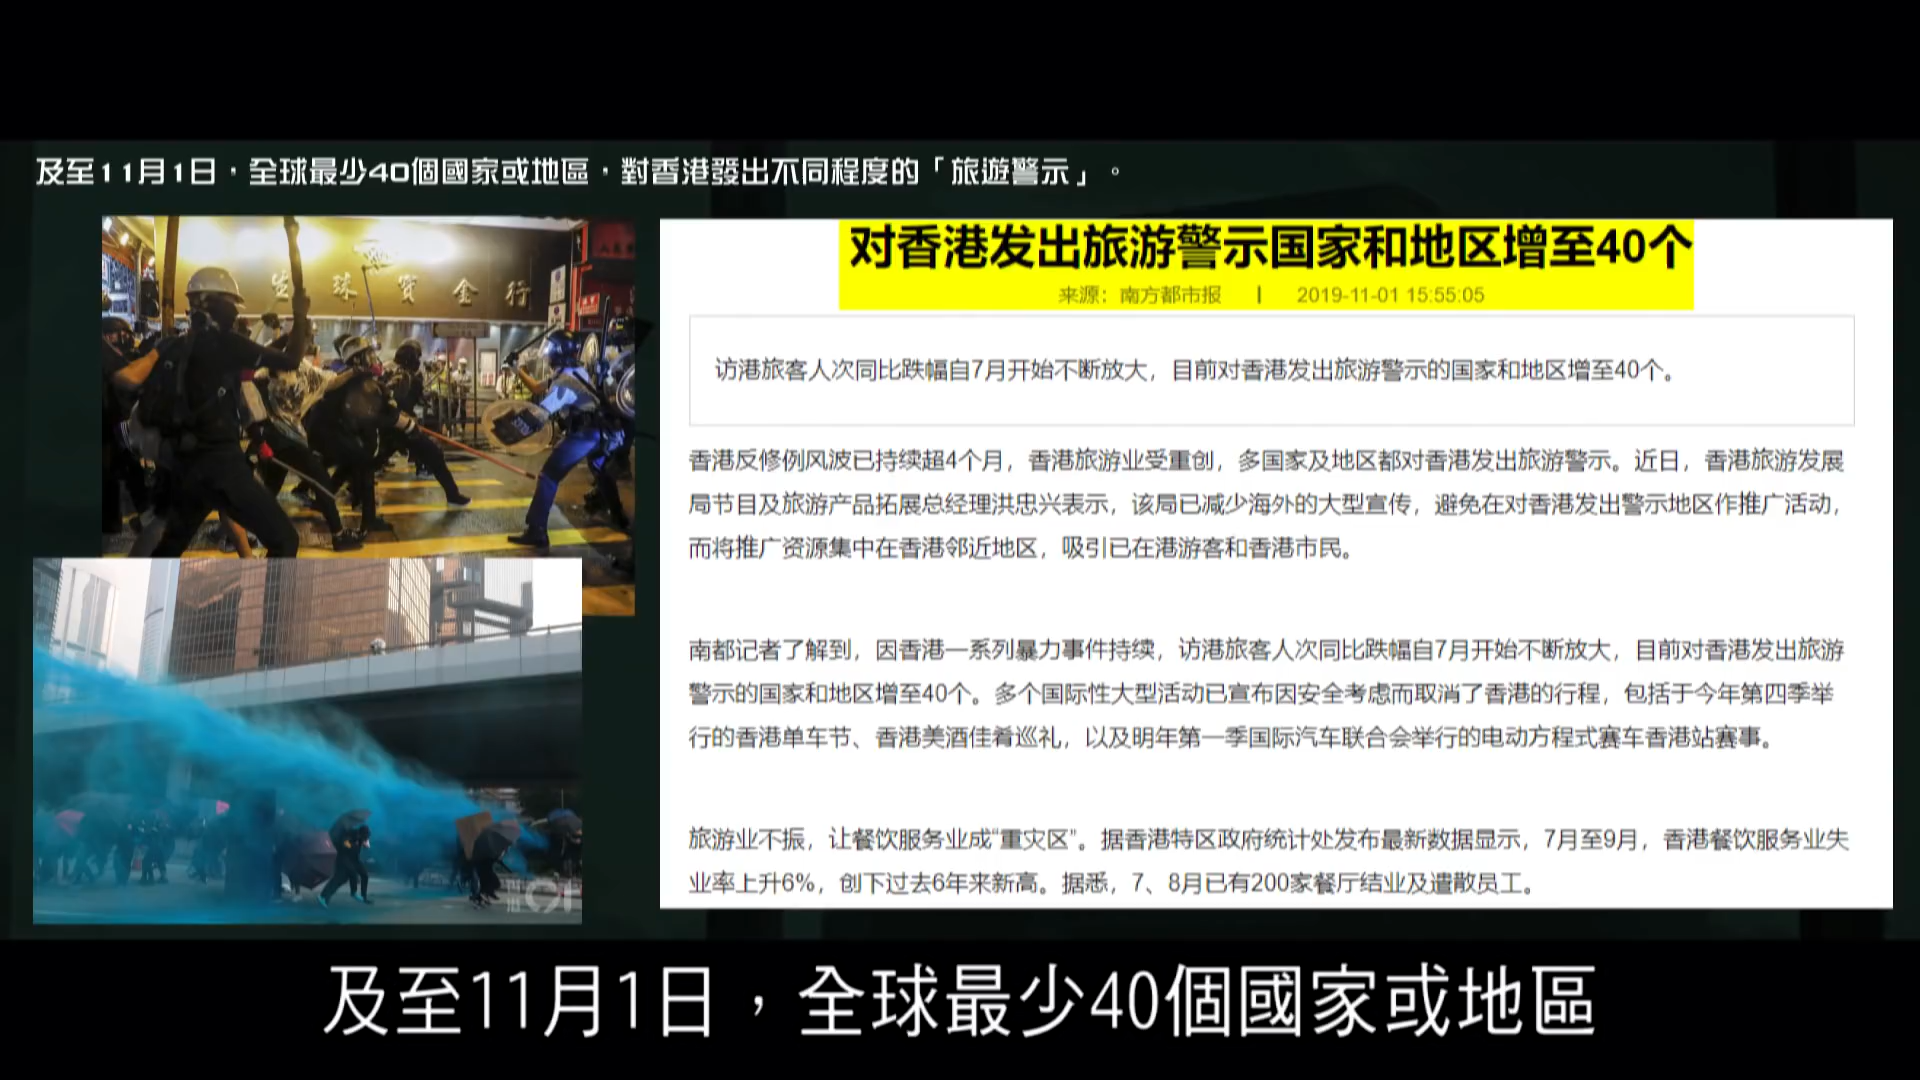 及至11月1日，全球最少40個國家或地區，對香港發出不同程度的「旅遊警示」。
生珠寶金行
POLICE
对香港发出旅游警示国家和地区增至40个
来源：南方都市报 | 2019-11-01 15:55:05
访港旅客人次同比跌幅自7月开始不断放大，目前对香港发出旅游警示的国家和地区增至40个。
香港反修例风波已持续超4个月，香港旅游业受重创，多国家及地区都对香港发出旅游警示。近日，香港旅游发展
局节目及旅游产品拓展总经理洪忠兴表示，该局已减少海外的大型宣传，避免在对香港发出警示地区作推广活动，
而将推广资源集中在香港邻近地区，吸引已在港游客和香港市民。
南都记者了解到，因香港一系列暴力事件持续，访港旅客人次同比跌幅自7月开始不断放大，目前对香港发出旅游
警示的国家和地区增至40个。多个国际性大型活动已宣布因安全考虑而取消了香港的行程，包括于今年第四季举
行的香港单车节、香港美酒佳肴巡礼，以及明年第一季国际汽车联合会举行的电动方程式赛车香港站赛事。
旅游业不振，让餐饮服务业成“重灾区”。据香港特区政府统计处发布最新数据显示，7月至9月，香港餐饮服务业失
业率上升6%，创下过去6年来新高。据悉，7、8月已有200家餐厅结业及遣散员工。
01
及至11月1日，全球最少40個國家或地區